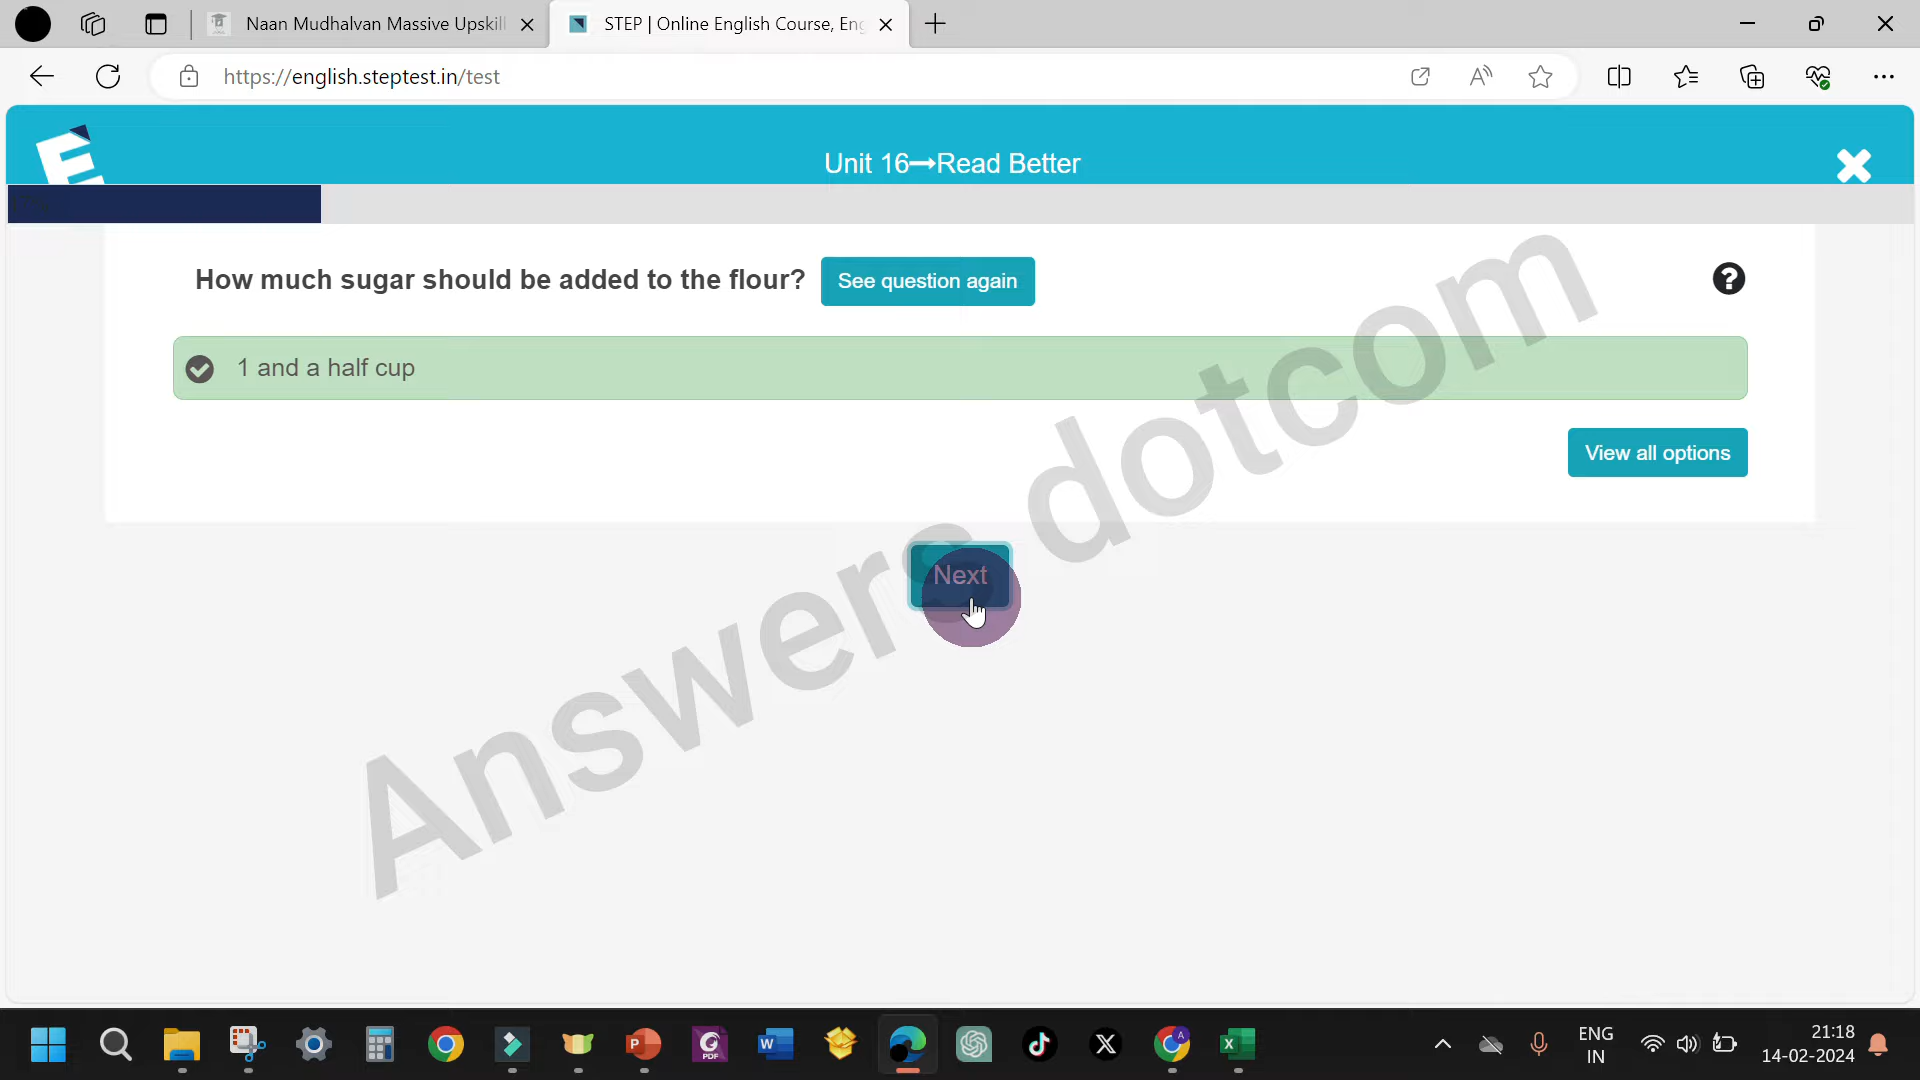 Naan Mudhalvan Massive Upskill
STEP | Online English Course, Eng
https://english.steptest.in/test
Unit 16→Read Better
How much sugar should be added to the flour?
See question again
1 and a half cup
View all options
Next
Answers dotcom
ENG
IN
21:18
14-02-2024